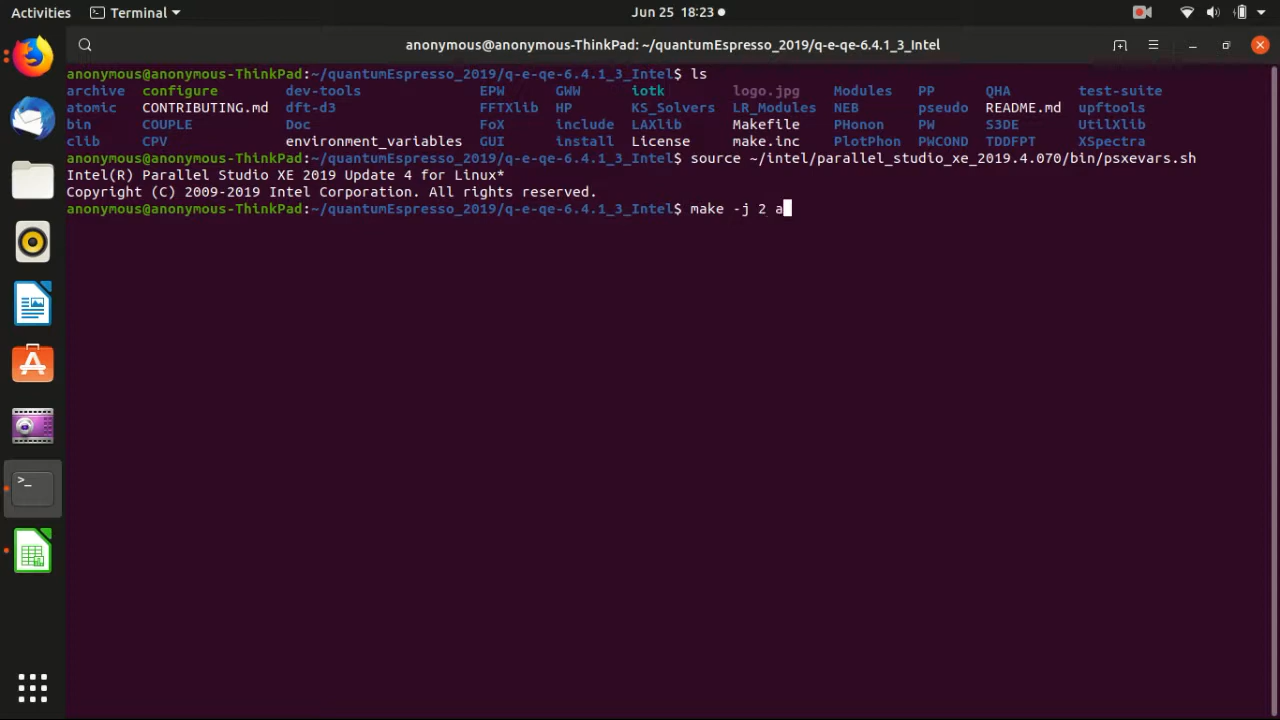 Activities Terminal Jun 25 18:23
anonymous@anonymous-ThinkPad: ~/quantumEspresso_2019/q-e-qe-6.4.1_3_Intel
anonymous@anonymous-ThinkPad:~/quantumEspresso_2019/q-e-qe-6.4.1_3_Intel$ ls
archive configure dev-tools EPW GWW iotk logo.jpg Modules PP QHA test-suite
atomic CONTRIBUTING.md dft-d3 FFTXlib HP KS_Solvers LR_Modules NEB pseudo README.md upftools
bin COUPLE Doc FoX include LAXlib Makefile PHonon PW S3DE UtilXlib
clib CPV environment_variables GUI install License make.inc PlotPhon PWCOND TDDFPT XSpectra
anonymous@anonymous-ThinkPad:~/quantumEspresso_2019/q-e-qe-6.4.1_3_Intel$ source ~/intel/parallel_studio_xe_2019.4.070/bin/psxevars.sh
Intel(R) Parallel Studio XE 2019 Update 4 for Linux*
Copyright (C) 2009-2019 Intel Corporation. All rights reserved.
anonymous@anonymous-ThinkPad:~/quantumEspresso_2019/q-e-qe-6.4.1_3_Intel$ make -j 2 a